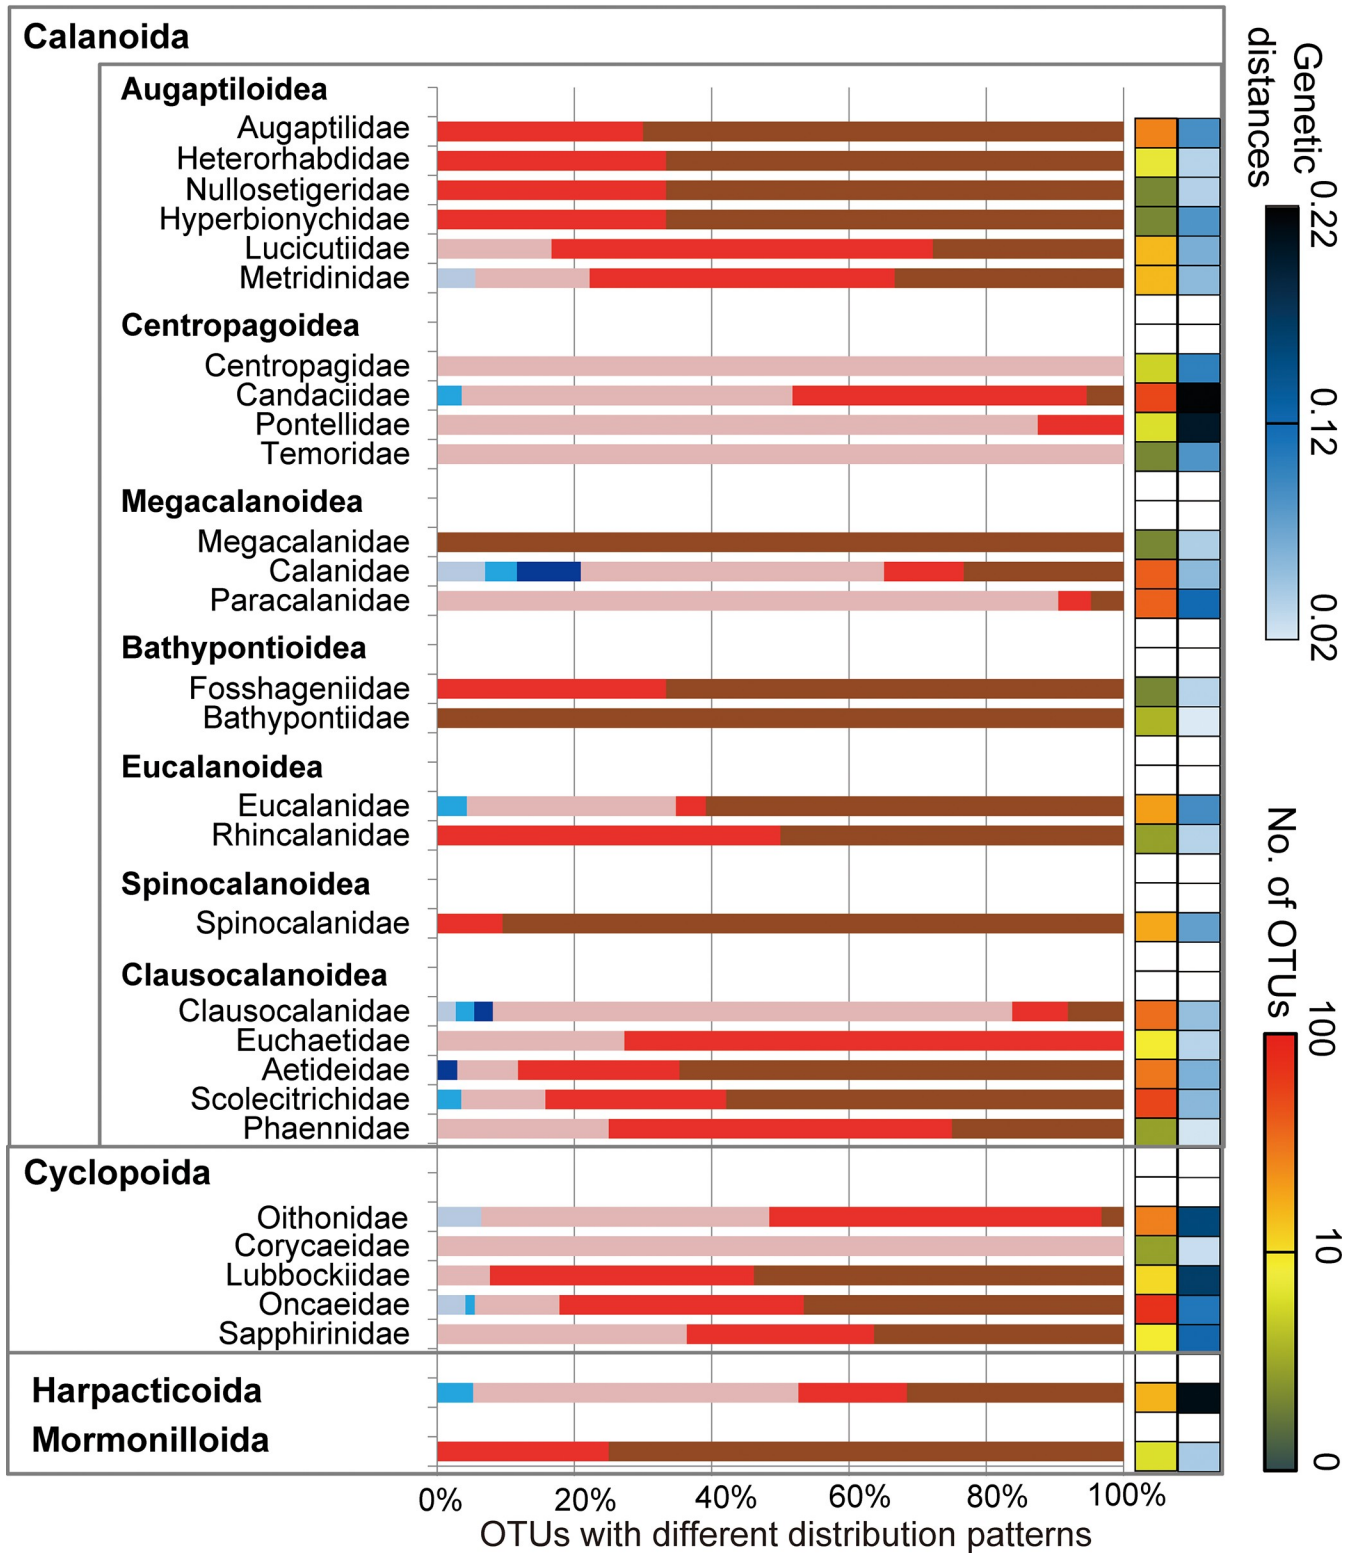 Calanoida
Augaptiloidea
Augaptilidae
Heterorhabdidae
Nullosetigeridae
Hyperbionychidae
Lucicutiidae
Metridinidae
Centropagoidea
Centropagidae
Candaciidae
Pontellidae
Temoridae
Megacalanoidea
Megacalanidae
Calanidae
Paracalanidae
Bathypontioidea
Fosshageniidae
Bathypontiidae
Eucalanoidea
Eucalanidae
Rhincalanidae
Spinocalanoidea
Spinocalanidae
Clausocalanoidea
Clausocalanidae
Euchaetidae
Aetideidae
Scolecitrichidae
Phaennidae
Cyclopoida
Oithonidae
Corycaeidae
Lubbockiidae
Oncaeidae
Sapphirinidae
Harpacticoida
Mormonilloida
0% 20% 40% 60% 80% 100%
OTUs with different distribution patterns
Genetic
distances
0.22
0.12
0.02
No. of OTUs
100
10
0